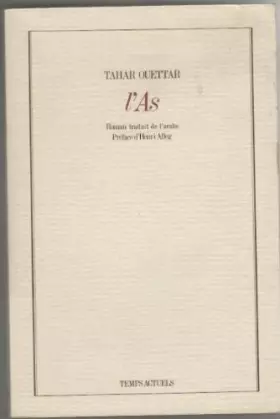 TAHAR OUETTAR
l'As
Roman traduit de l'arabe
Préface d'Henri Alleg
TEMPS ACTUELS